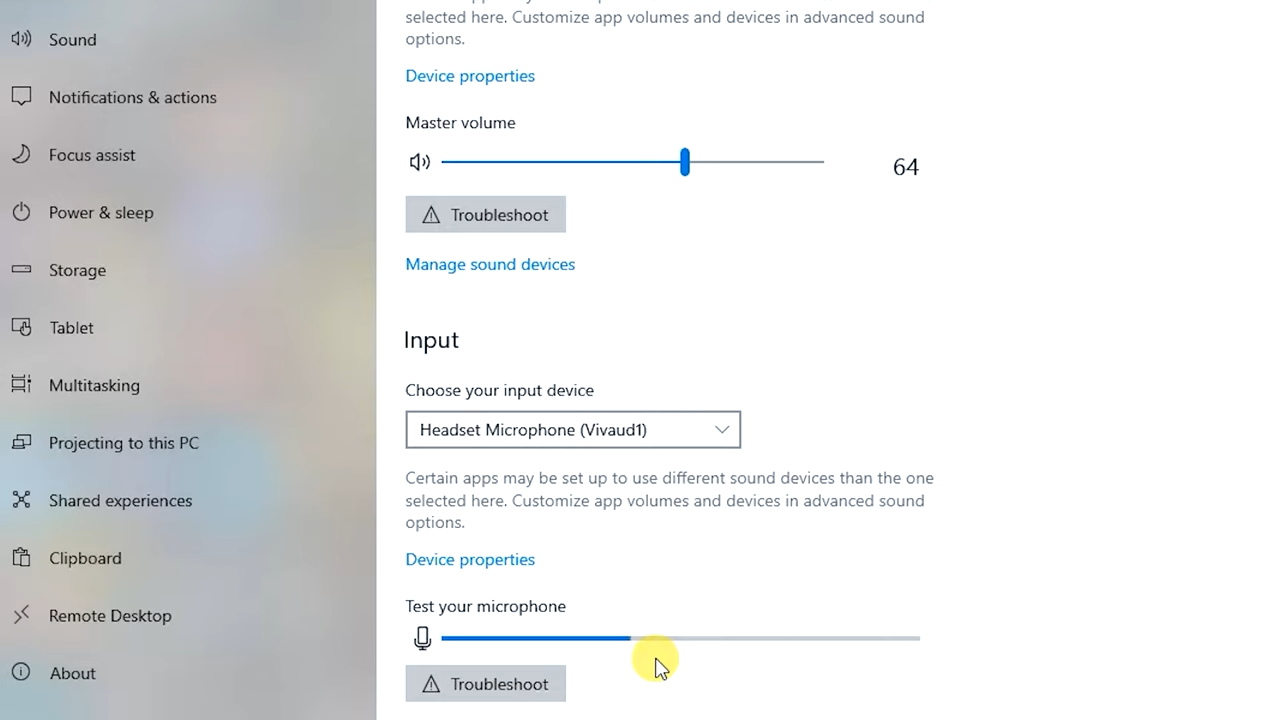 Sound
Notifications & actions
Focus assist
Power & sleep
Storage
Tablet
Multitasking
Projecting to this PC
Shared experiences
Clipboard
Remote Desktop
About
selected here. Customize app volumes and devices in advanced sound
options.
Device properties
Master volume
64
Troubleshoot
Manage sound devices
Input
Choose your input device
Headset Microphone (Vivaud1)
Certain apps may be set up to use different sound devices than the one
selected here. Customize app volumes and devices in advanced sound
options.
Device properties
Test your microphone
Troubleshoot